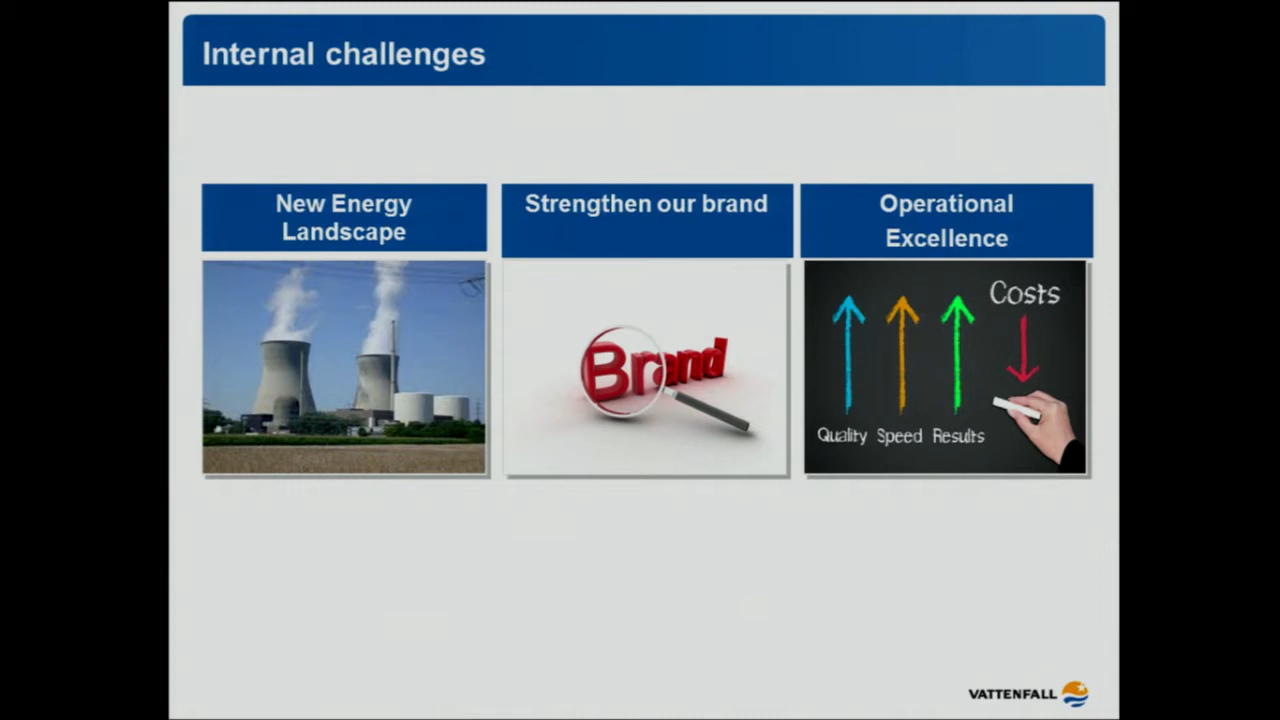 Internal challenges
New Energy
Landscape
Strengthen our brand
Operational
Excellence
Brand
Costs
Quality Speed Results
VATTENFALL